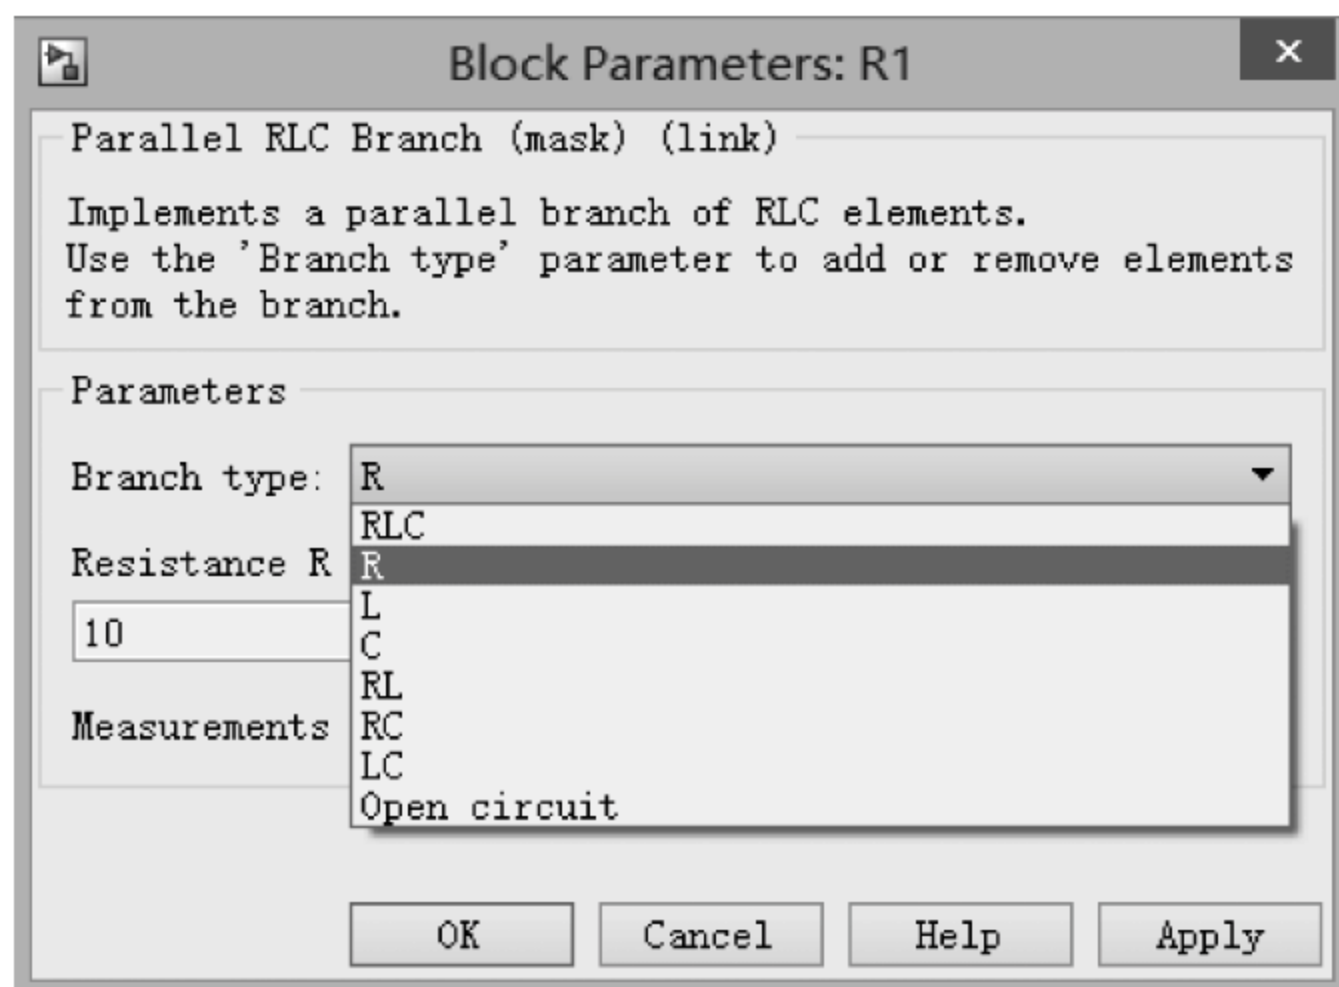 Block Parameters: R1
×
Parallel RLC Branch (mask) (link)
Implements a parallel branch of RLC elements.
Use the 'Branch type' parameter to add or remove elements
from the branch.
Parameters
Branch type: R
RLC
Resistance R
R
L
10
C
RL
Measurements
RC
LC
Open circuit
OK
Cancel
Help
Apply